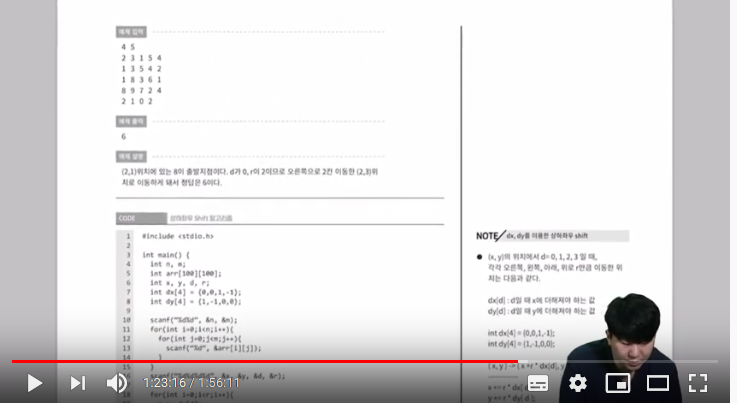 예제 입력
4 5
2 3 1 5 4
1 3 5 4 2
1 8 3 6 1
8 9 7 2 4
2 1 0 2
예제 출력
6
예제 설명
(2,1)위치에 있는 8이 출발지점이다. d가 0, r이 2이므로 오른쪽으로 2칸 이동한 (2,3)위
치로 이동하게 돼서 정답은 6이다.
CODE 상하좌우 Shift 알고리즘
1 #include <stdio.h>
2
3 int main() {
4 int n, m;
5 int arr[100][100];
6 int x, y, d, r;
7 int dx[4] = {0,0,1,-1};
8 int dy[4] = {1,-1,0,0};
9
10 scanf("%d%d", &n, &m);
11 for(int i=0;i<n;i++){
12 for(int j=0;j<m;j++){
13 scanf("%d", &arr[i][j]);
14 }
15 }
16 scanf("%d%d%d%d", &x, &y, &d, &r);
17
18 for(int i=0;i<r;i++){
NOTE dx, dy를 이용한 상하좌우 shift
(x, y)의 위치에서 d= 0, 1, 2, 3 일 때,
각각 오른쪽, 왼쪽, 아래, 위로 r만큼 이동한 위
치는 다음과 같다.
dx[d] : d일 때 x에 더해져야 하는 값
dy[d] : d일 때 y에 더해져야 하는 값
int dx[4] = {0,0,1,-1};
int dy[4] = {1,-1,0,0};
(x, y) -> (x + r * dx[d], y
x += r * dx[d]
y += r * dy[d];
1:23:16 / 1:56:11